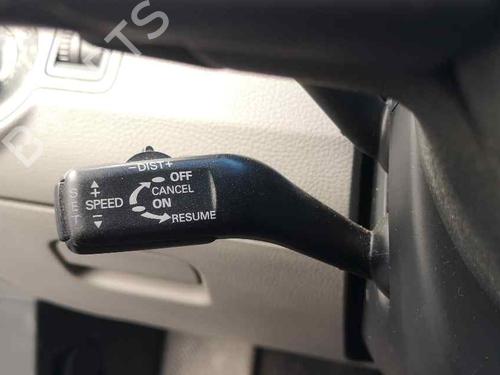 -DIST+
OFF
CANCEL
ON
RESUME
+
SPEED
−
SET